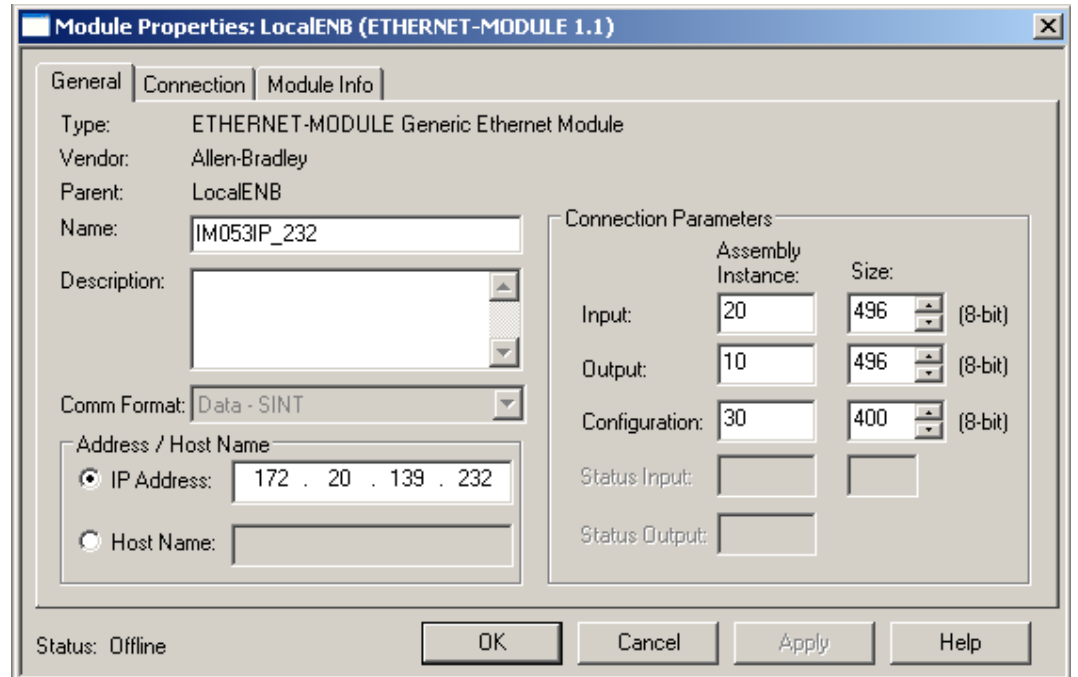 Module Properties: LocalENB (ETHERNET-MODULE 1.1)
General Connection Module Info
Type: ETHERNET-MODULE Generic Ethernet Module
Vendor: Allen-Bradley
Parent: LocalENB
Name: IM053IP_232
Description:
Comm Format: Data - SINT
Address / Host Name
IP Address: 172 . 20 . 139 . 232
Host Name:
Connection Parameters
Assembly
Instance: Size:
Input: 20 496 (8-bit)
Output: 10 496 (8-bit)
Configuration: 30 400 (8-bit)
Status Input:
Status Output:
Status: Offline
OK Cancel Apply Help